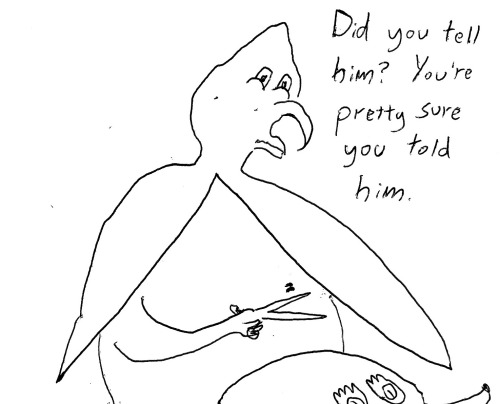 Did you tell
him? You're
pretty sure
you told
him.